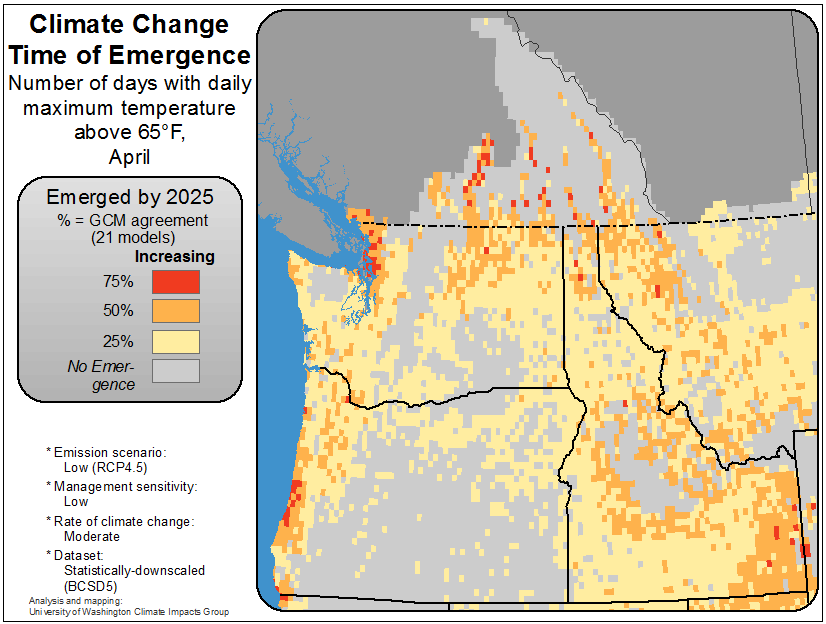 Climate Change
Time of Emergence
Number of days with daily
maximum temperature
above 65°F,
April
Emerged by 2025
% = GCM agreement
(21 models)
Increasing
75%
50%
25%
No Emer-
gence
* Emission scenario:
Low (RCP4.5)
* Management sensitivity:
Low
* Rate of climate change:
Moderate
* Dataset:
Statistically-downscaled
(BCSD5)
Analysis and mapping:
University of Washington Climate Impacts Group